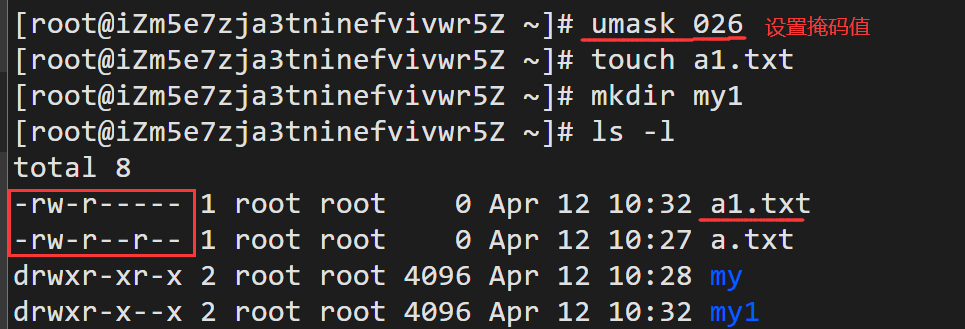 [root@iZm5e7zja3tninefvivwr5Z ~]# umask 026 设置掩码值
[root@iZm5e7zja3tninefvivwr5Z ~]# touch a1.txt
[root@iZm5e7zja3tninefvivwr5Z ~]# mkdir my1
[root@iZm5e7zja3tninefvivwr5Z ~]# ls -l
total 8
-rw-r----- 1 root root    0 Apr 12 10:32 a1.txt
-rw-r--r-- 1 root root    0 Apr 12 10:27 a.txt
drwxr-xr-x 2 root root 4096 Apr 12 10:28 my
drwxr-x--x 2 root root 4096 Apr 12 10:32 my1